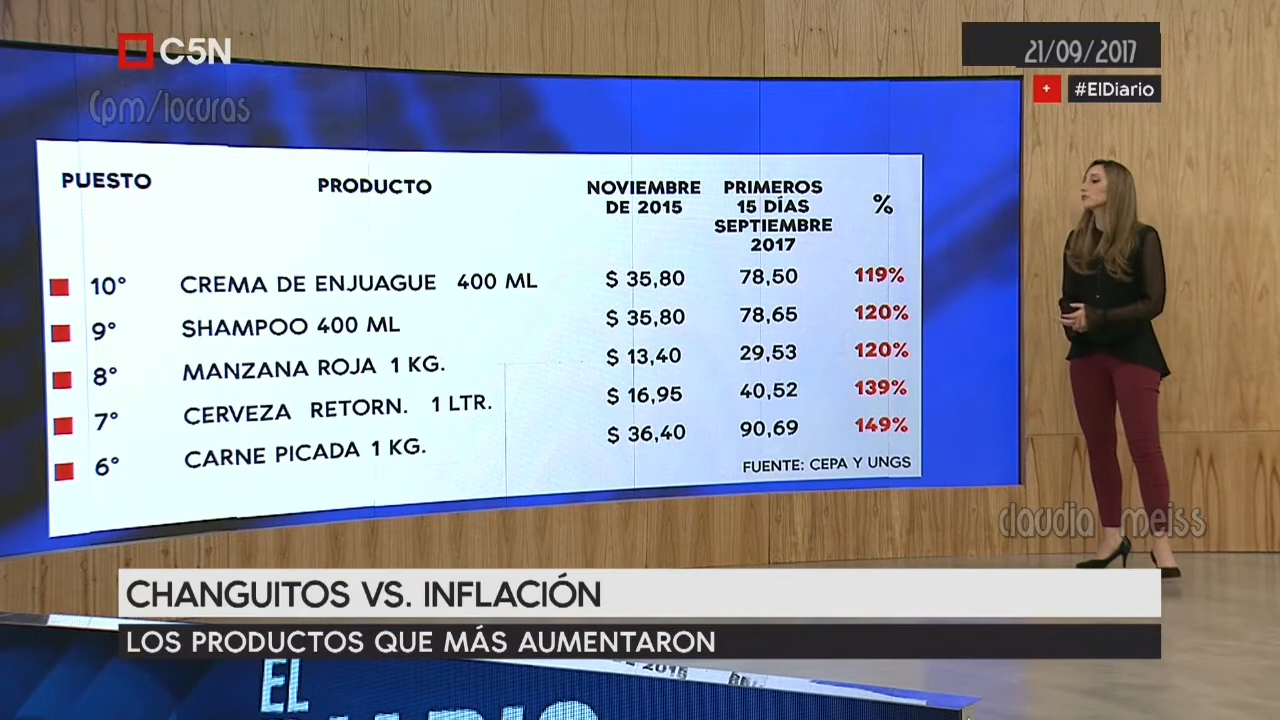 C5N
21/09/2017
+ #ElDiario
Cpm/locuras
PUESTO PRODUCTO NOVIEMBRE DE 2015 PRIMEROS 15 DÍAS SEPTIEMBRE 2017 %
10° CREMA DE ENJUAGUE 400 ML $ 35,80 78,50 119%
9° SHAMPOO 400 ML $ 35,80 78,65 120%
8° MANZANA ROJA 1 KG. $ 13,40 29,53 120%
7° CERVEZA RETORN. 1 LTR. $ 16,95 40,52 139%
6° CARNE PICADA 1 KG. $ 36,40 90,69 149%
FUENTE: CEPA Y UNGS
claudia meiss
CHANGUITOS VS. INFLACIÓN
LOS PRODUCTOS QUE MÁS AUMENTARON
2015
EL